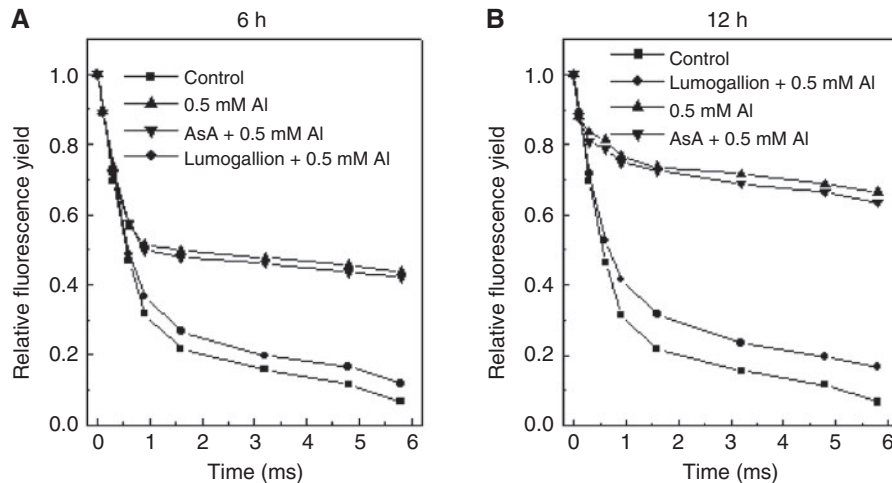 A
6 h
Relative fluorescence yield
1.0
0.8
0.6
0.4
0.2
0.0
Control
0.5 mM Al
AsA + 0.5 mM Al
Lumogallion + 0.5 mM Al
0 1 2 3 4 5 6
Time (ms)
B
12 h
Relative fluorescence yield
1.0
0.8
0.6
0.4
0.2
0.0
Control
Lumogallion + 0.5 mM Al
0.5 mM Al
AsA + 0.5 mM Al
0 1 2 3 4 5 6
Time (ms)